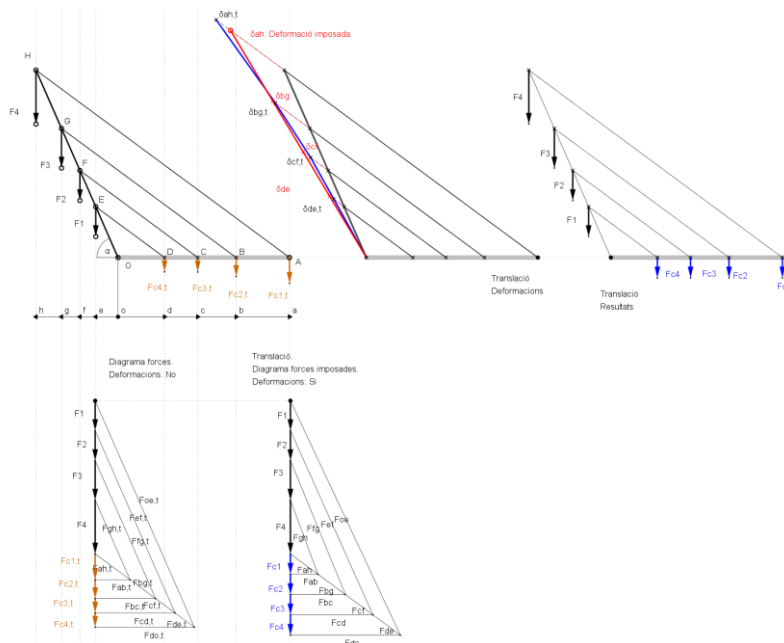 δah,t
δah. Deformació imposada
H
F4
F4
δbg
δbg,t
G
F3
δcf
F3
F
δcf,t
F2
F2
δde
E
δde,t
F1
F1
α
D
C
B
A
O
Fc4,t
Fc3,t
Fc2,t
Fc1,t
Translació
Deformacions
Translació
Resultats
Fc4
Fc3
Fc2
h
g
f
e
o
d
c
b
a
Diagrama forces.
Deformacions: No
Translació.
Diagrama forces imposades.
Deformacions: Si
F1
F2
F3
F4
Foe,t
Fef,t
Ffg,t
Fgh,t
Fc1,t
Fah,t
Fc2,t
Fab,t
Fbg,t
Fc3,t
Fbc,t
Fcf,t
Fc4,t
Fcd,t
Fde,t
Fdo,t
F1
F2
F3
F4
Foe
Fef
Ffg
Fgh
Fc1
Fah
Fab
Fc2
Fbg
Fbc
Fc3
Fcf
Fc4
Fcd
Fde